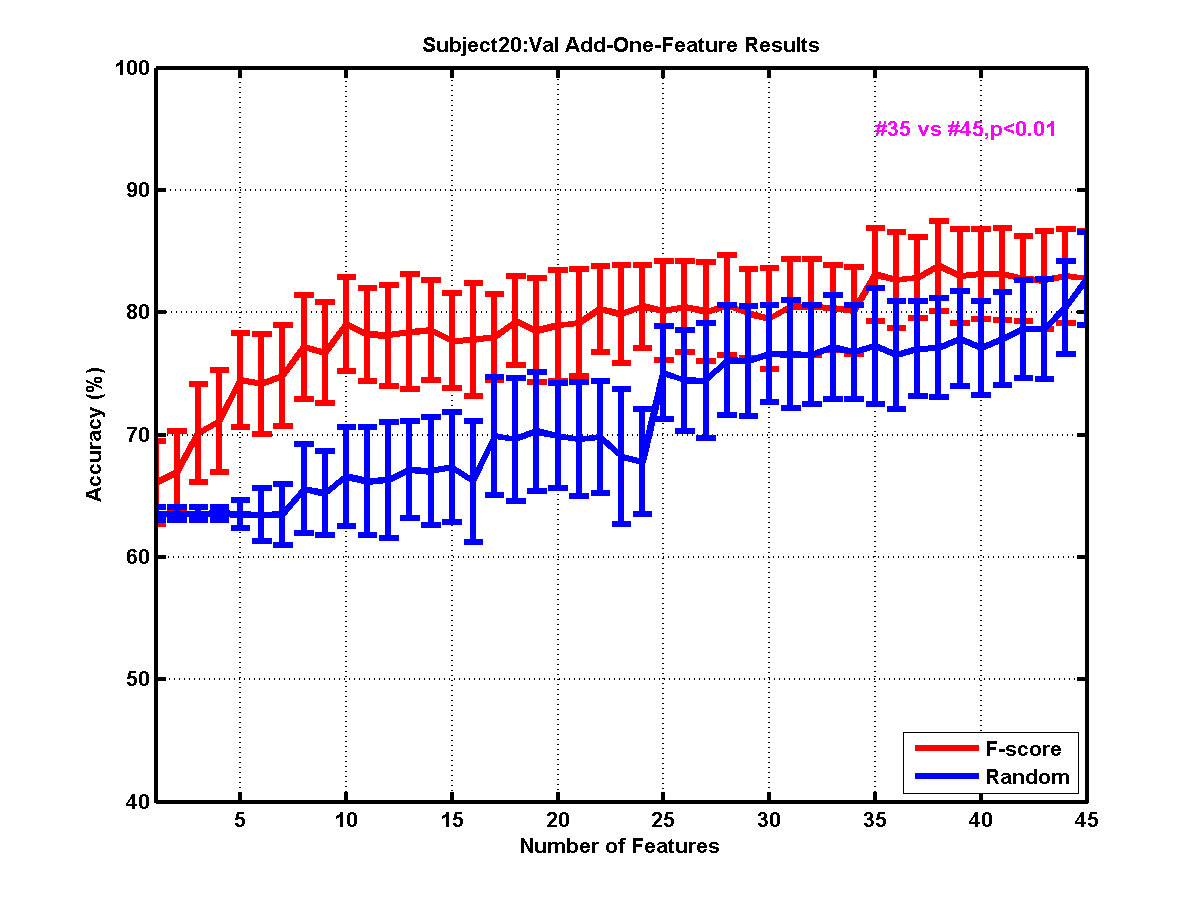 Subject20:Val Add-One-Feature Results
100
#35 vs #45,p<0.01
90
80
70
60
50
40
Accuracy (%)
F-score
Random
5 10 15 20 25 30 35 40 45
Number of Features